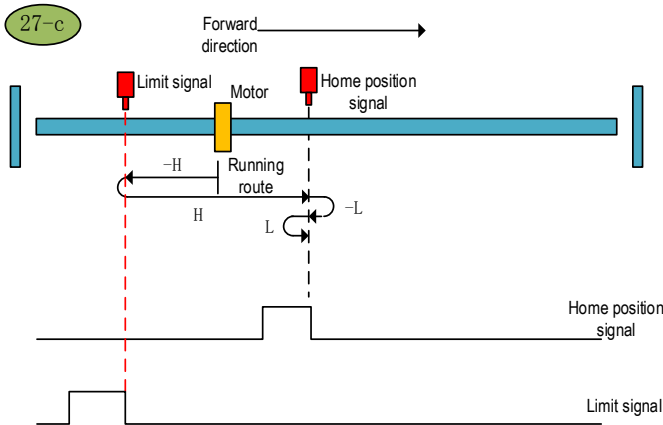 27-c
Forward
direction
Limit signal
Motor
Home position
signal
-H
Running
route
H
-L
L
Home position
signal
Limit signal